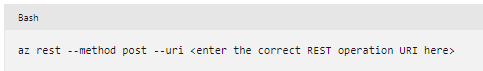 Bash
az rest --method post --uri <enter the correct REST operation URI here>